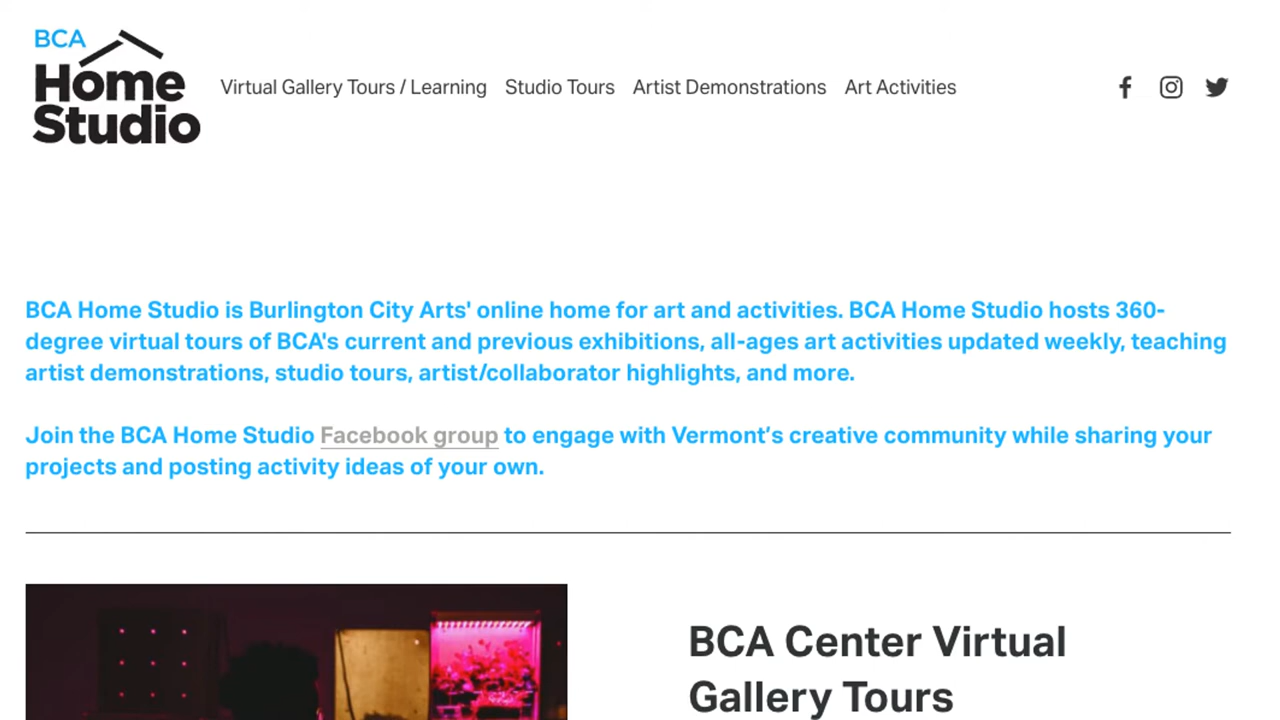 BCA
Home
Studio
Virtual Gallery Tours / Learning Studio Tours Artist Demonstrations Art Activities
BCA Home Studio is Burlington City Arts' online home for art and activities. BCA Home Studio hosts 360-
degree virtual tours of BCA's current and previous exhibitions, all-ages art activities updated weekly, teaching
artist demonstrations, studio tours, artist/collaborator highlights, and more.
Join the BCA Home Studio Facebook group to engage with Vermont’s creative community while sharing your
projects and posting activity ideas of your own.
BCA Center Virtual
Gallery Tours